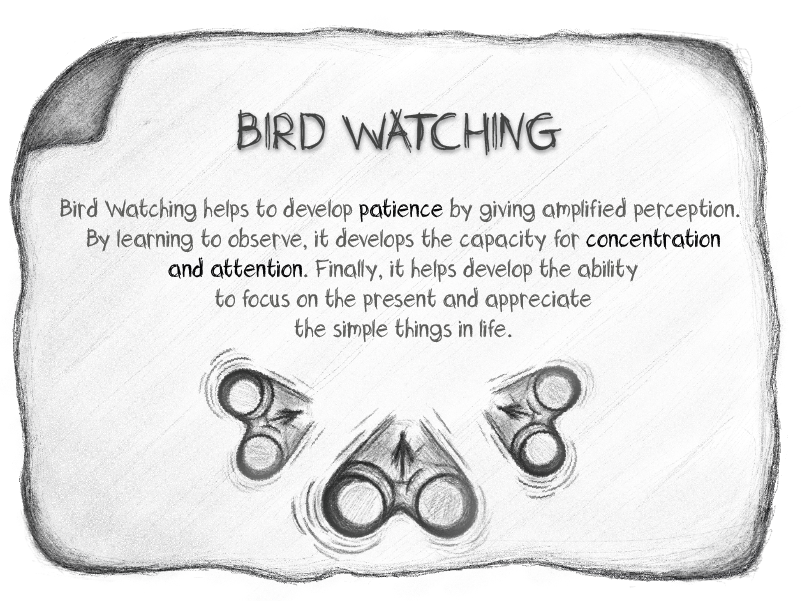 BIRD WATCHING
Bird Watching helps to develop patience by giving amplified perception.
By learning to observe, it develops the capacity for concentration
and attention. Finally, it helps develop the ability
to focus on the present and appreciate
the simple things in life.